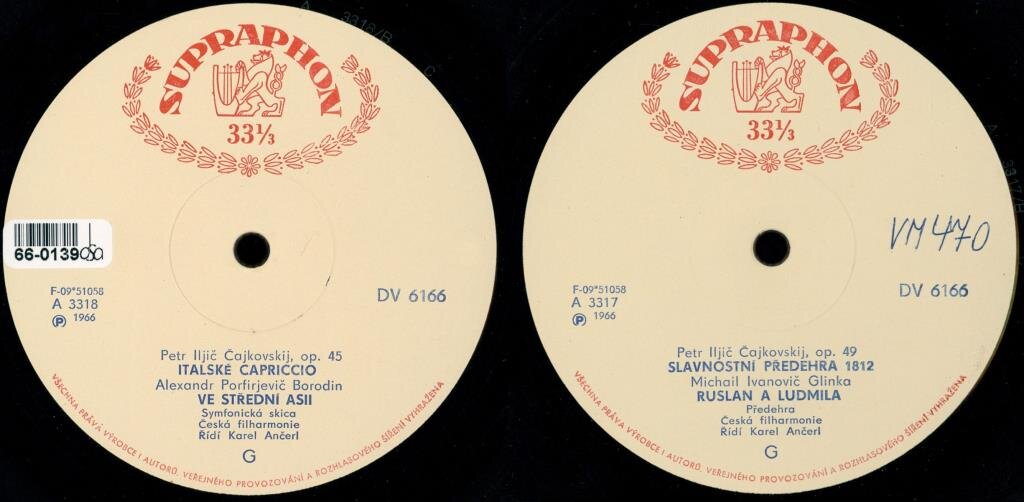 A 3318/B
SUPRAPHON
33⅓
66-0139
F-09*51058
A 3318
Ⓟ 1966
DV 6166
Petr Iljič Čajkovskij, op. 45
ITALSKÉ CAPRICCIO
Alexandr Porfirjevič Borodin
VE STŘEDNÍ ASII
Symfonická skica
Česká filharmonie
Řídí Karel Ančerl
G
VŠECHNA PRÁVA VÝROBCE I AUTORŮ, VEŘEJNÉHO PROVOZOVÁNÍ A ROZHLASOVÉHO ŠÍŘENÍ VYHRAŽENA
A 3317/B
SUPRAPHON
33⅓
VM 470
F-09*51058
A 3317
Ⓟ 1966
DV 6166
Petr Iljič Čajkovskij, op. 49
SLAVNOSTNÍ PŘEDEHRA 1812
Michail Ivanovič Glinka
RUSLAN A LUDMILA
Předehra
Česká filharmonie
Řídí Karel Ančerl
G
VŠECHNA PRÁVA VÝROBCE I AUTORŮ, VEŘEJNÉHO PROVOZOVÁNÍ A ROZHLASOVÉHO ŠÍŘENÍ VYHRAŽENA